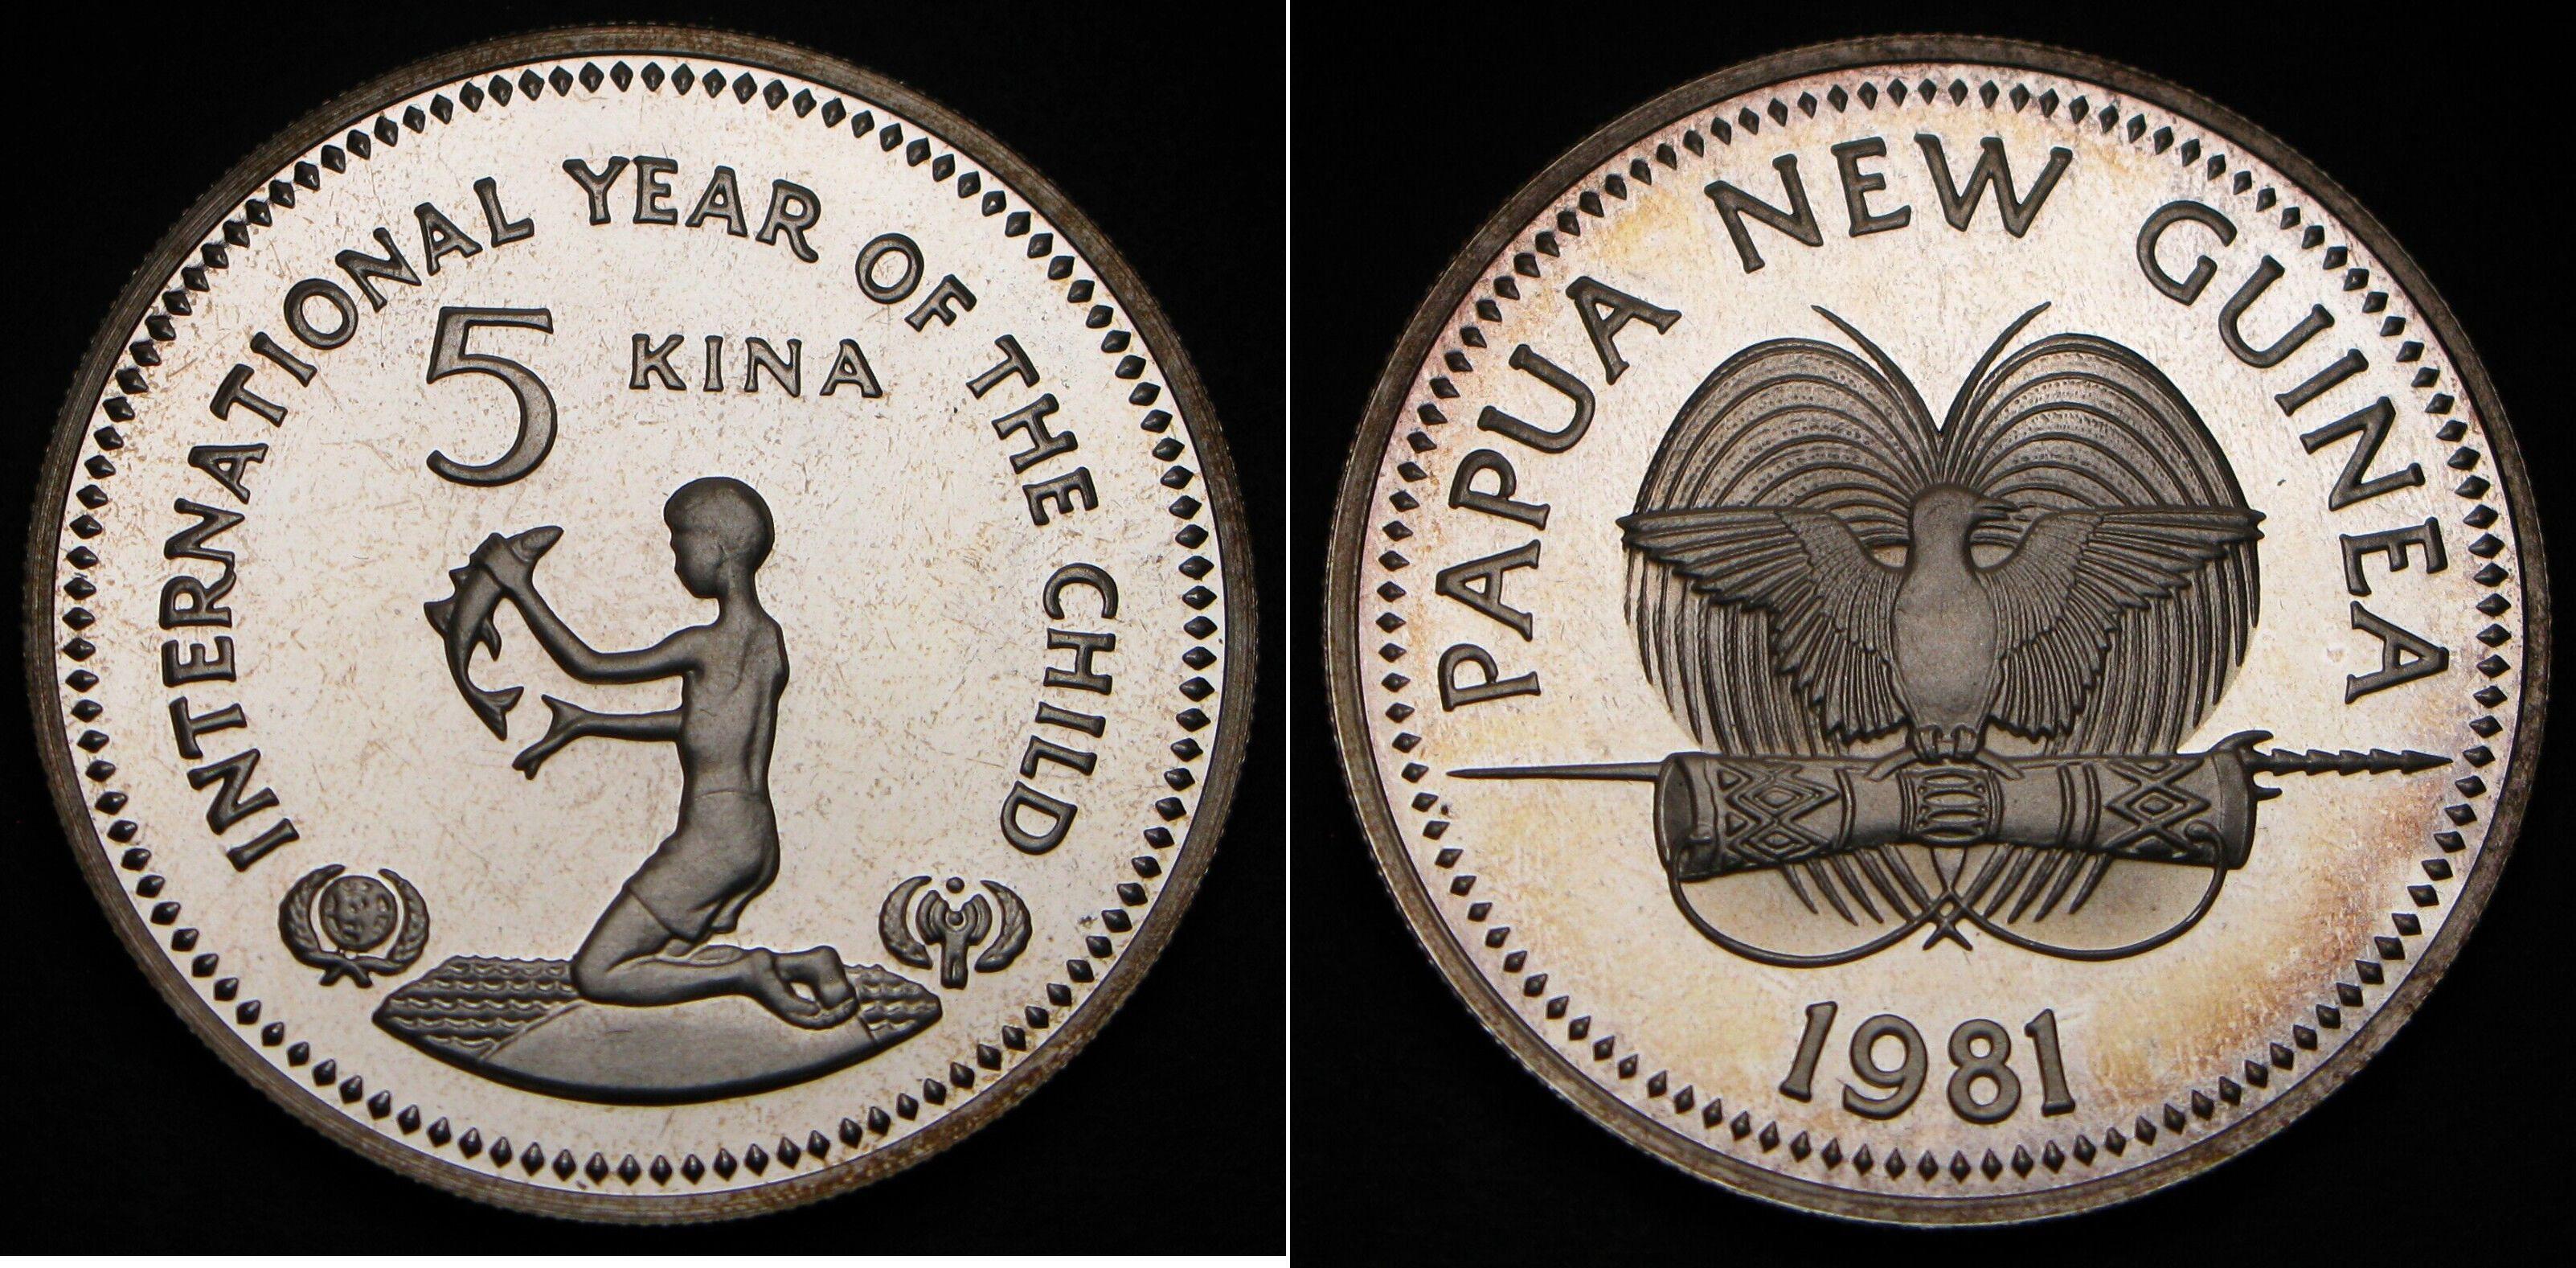 INTERNATIONAL YEAR OF THE CHILD
5 KINA
PAPUA NEW GUINEA
1981